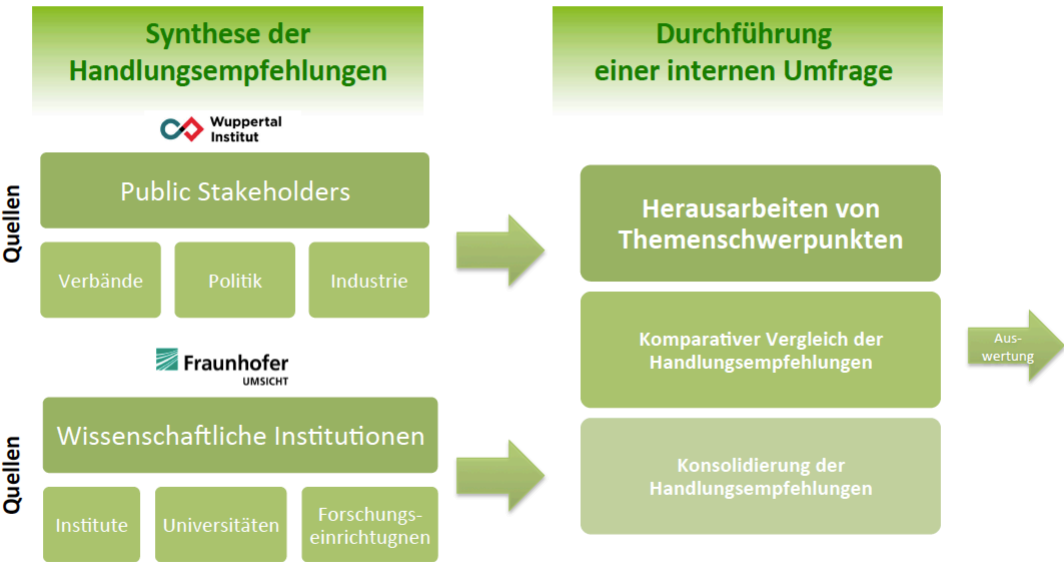 Synthese der
Handlungsempfehlungen
Wuppertal
Institut
Quellen
Public Stakeholders
Verbände
Politik
Industrie
Fraunhofer
UMSICHT
Quellen
Wissenschaftliche Institutionen
Institute
Universitäten
Forschungs-
einrichtugnen
Durchführung
einer internen Umfrage
Herausarbeiten von
Themenschwerpunkten
Komparativer Vergleich der
Handlungsempfehlungen
Konsolidierung der
Handlungsempfehlungen
Aus-
wertung